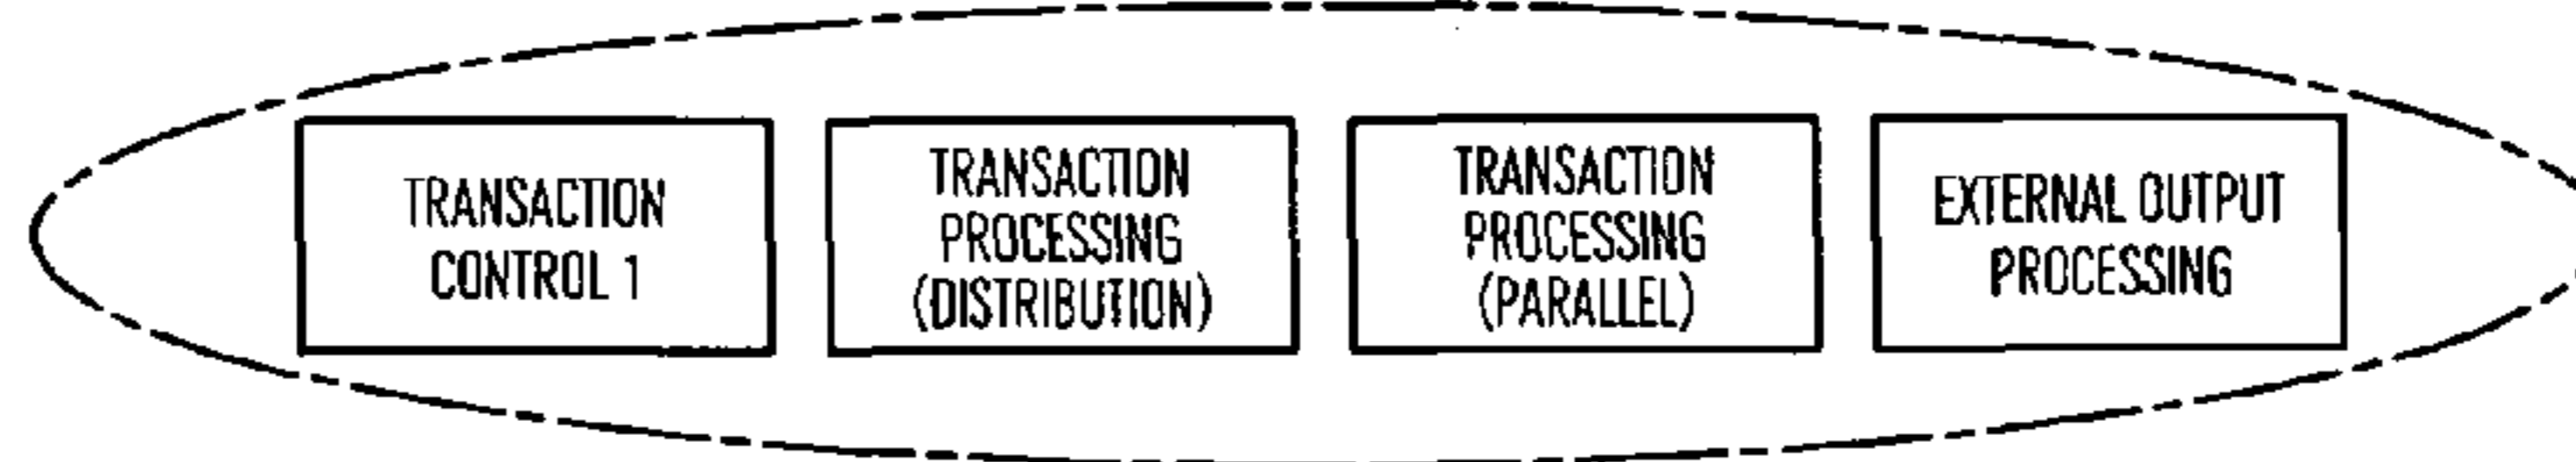 TRANSACTION
CONTROL 1
TRANSACTION
PROCESSING
(DISTRIBUTION)
TRANSACTION
PROCESSING
(PARALLEL)
EXTERNAL OUTPUT
PROCESSING